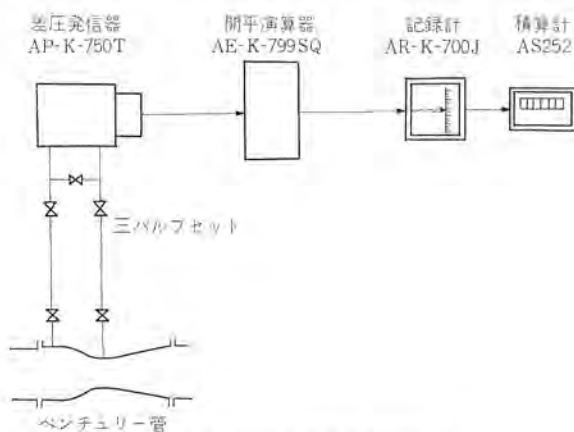 差圧発信器
AP-K-750T
開平演算器
AE-K-799SQ
記録計
AR-K-700J
積算計
AS252
三バルブセット
ベンチュリー管